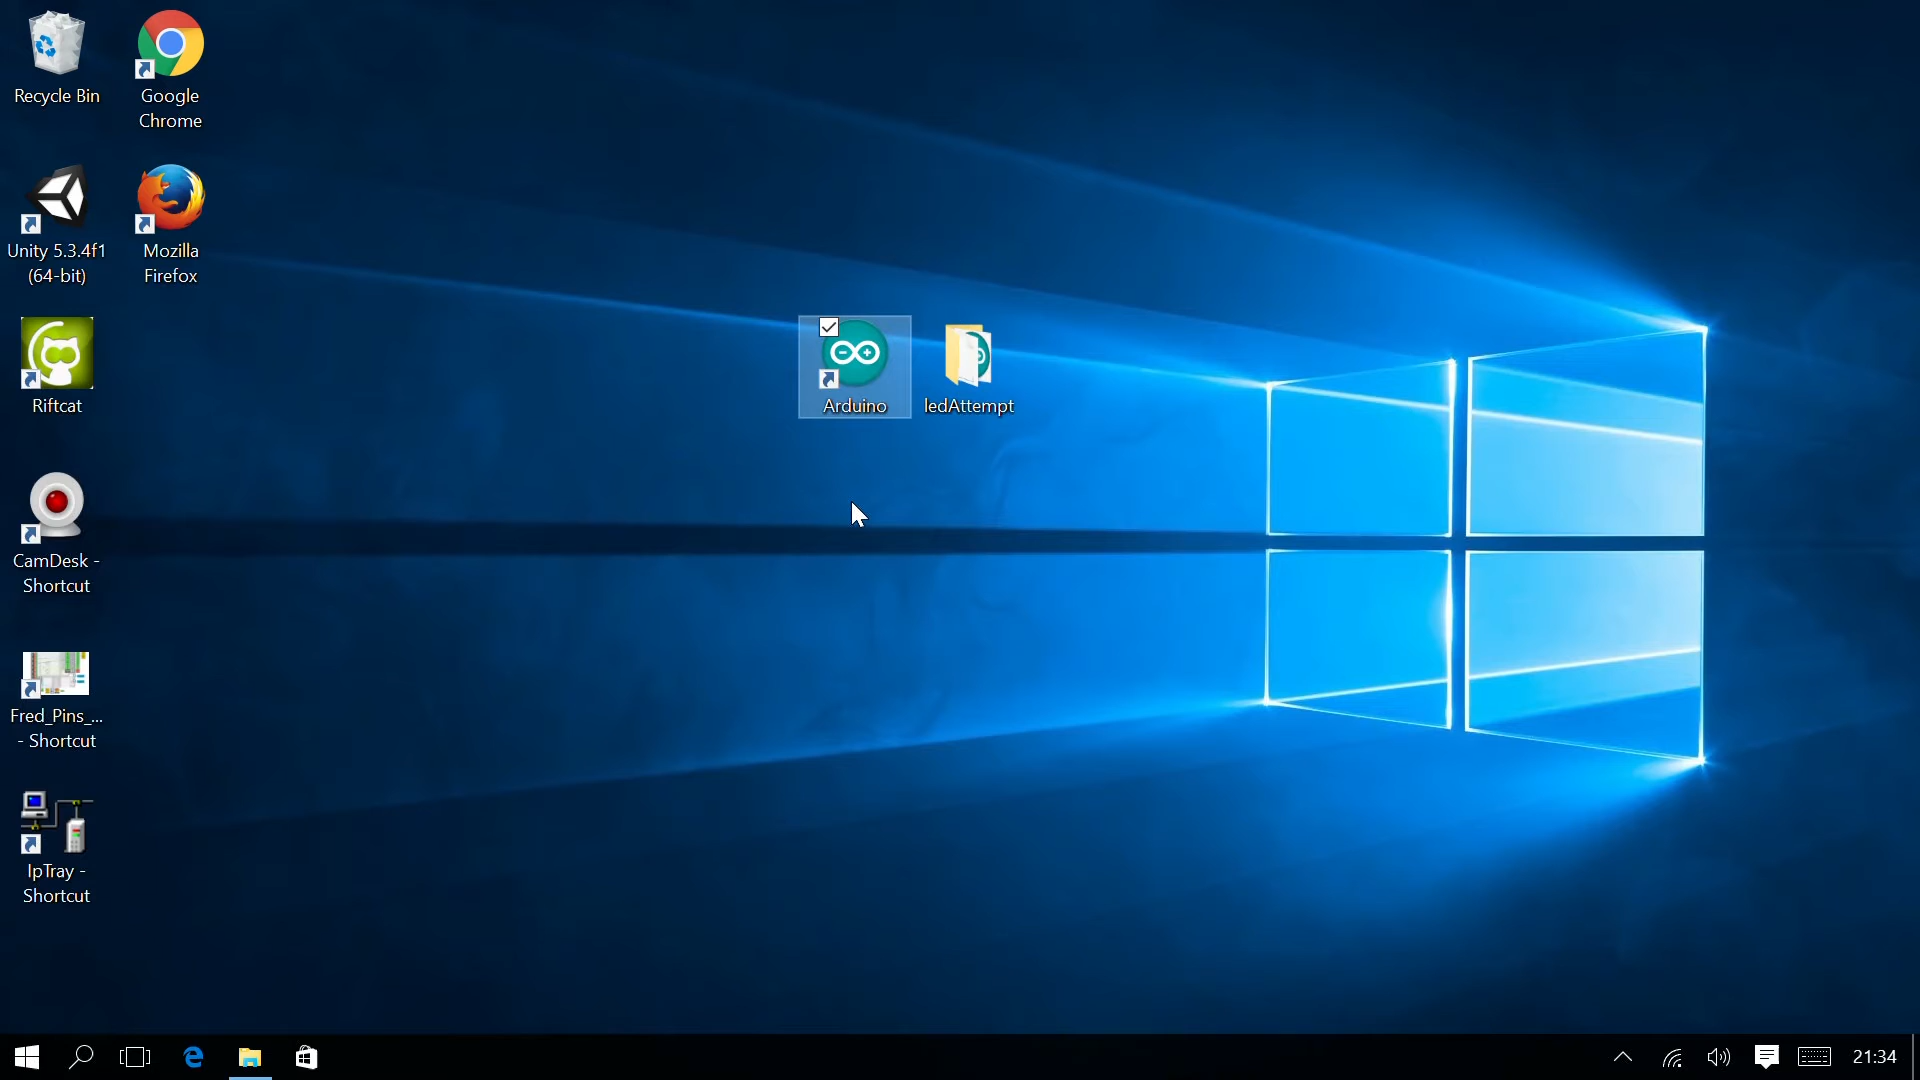 Recycle Bin
Google
Chrome
Unity 5.3.4f1
(64-bit)
Mozilla
Firefox
Riftcat
Arduino
ledAttempt
CamDesk -
Shortcut
Fred_Pins_...
- Shortcut
IpTray -
Shortcut
21:34